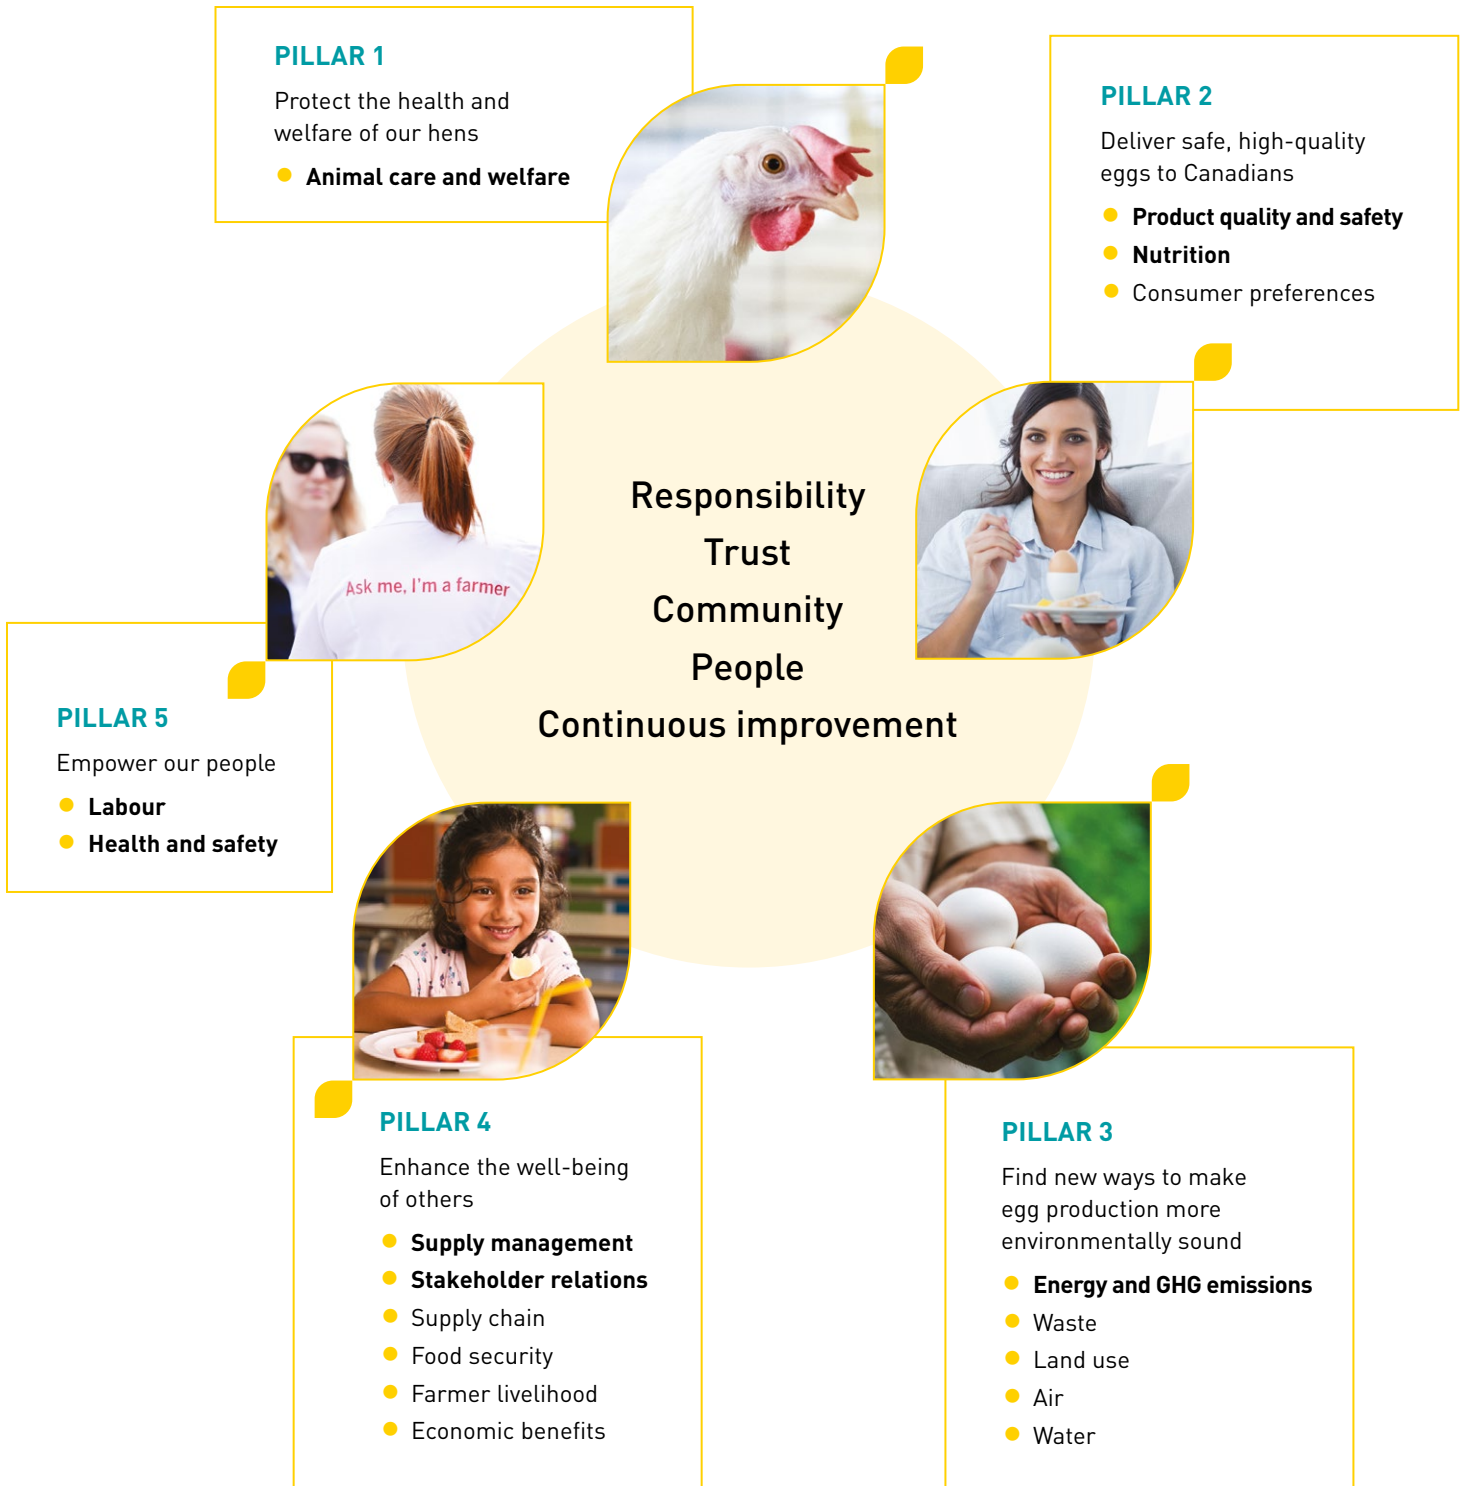 PILLAR 1
Protect the health and
welfare of our hens
Animal care and welfare
PILLAR 2
Deliver safe, high-quality
eggs to Canadians
Product quality and safety
Nutrition
Consumer preferences
Responsibility
Trust
Community
People
Continuous improvement
Ask me, I'm a farmer
PILLAR 5
Empower our people
Labour
Health and safety
PILLAR 4
Enhance the well-being
of others
Supply management
Stakeholder relations
Supply chain
Food security
Farmer livelihood
Economic benefits
PILLAR 3
Find new ways to make
egg production more
environmentally sound
Energy and GHG emissions
Waste
Land use
Air
Water